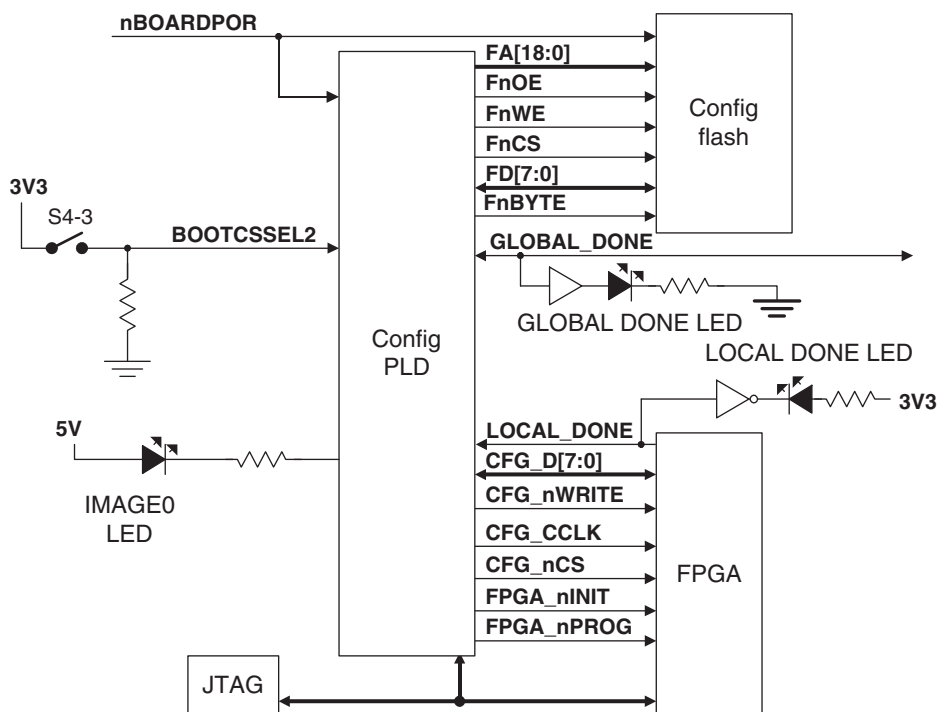 nBOARDPOR
FA[18:0]
FnOE
FnWE
FnCS
FD[7:0]
FnBYTE
Config
flash
3V3
S4-3
BOOTCSSEL2
GLOBAL_DONE
GLOBAL DONE LED
Config
PLD
LOCAL DONE LED
3V3
5V
IMAGE0
LED
LOCAL_DONE
CFG_D[7:0]
CFG_nWRITE
CFG_CCLK
CFG_nCS
FPGA_nINIT
FPGA_nPROG
FPGA
JTAG